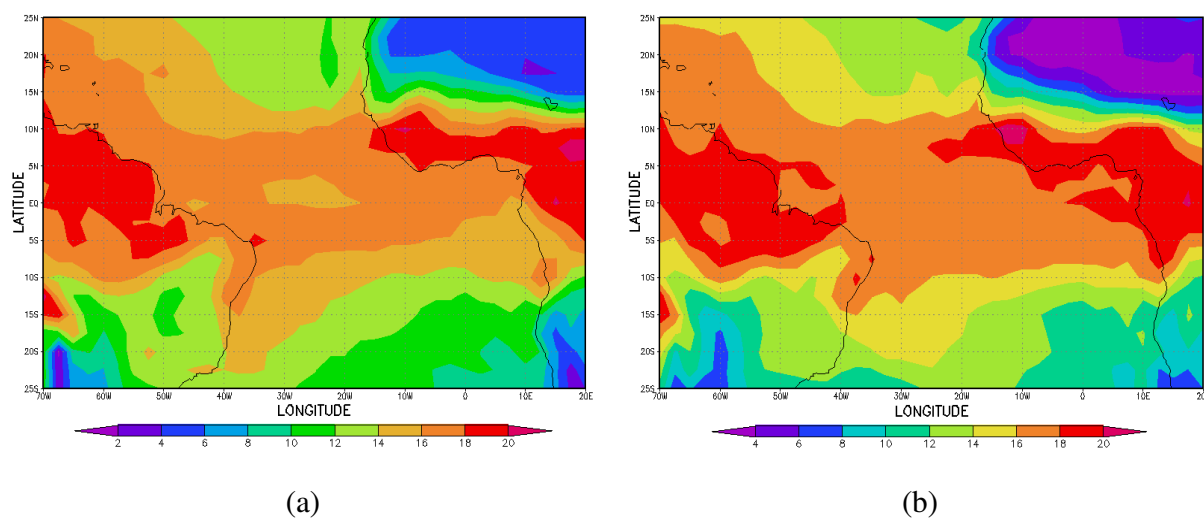 25N
20N
15N
10N
5N
EQ
5S
10S
15S
20S
25S
LATITUDE
70W 60W 50W 40W 30W 20W 10W 0 10E 20E
LONGITUDE
2 4 6 8 10 12 14 16 18 20
(a)
25N
20N
15N
10N
5N
EQ
5S
10S
15S
20S
25S
LATITUDE
70W 60W 50W 40W 30W 20W 10W 0 10E 20E
LONGITUDE
4 6 8 10 12 14 16 18 20
(b)